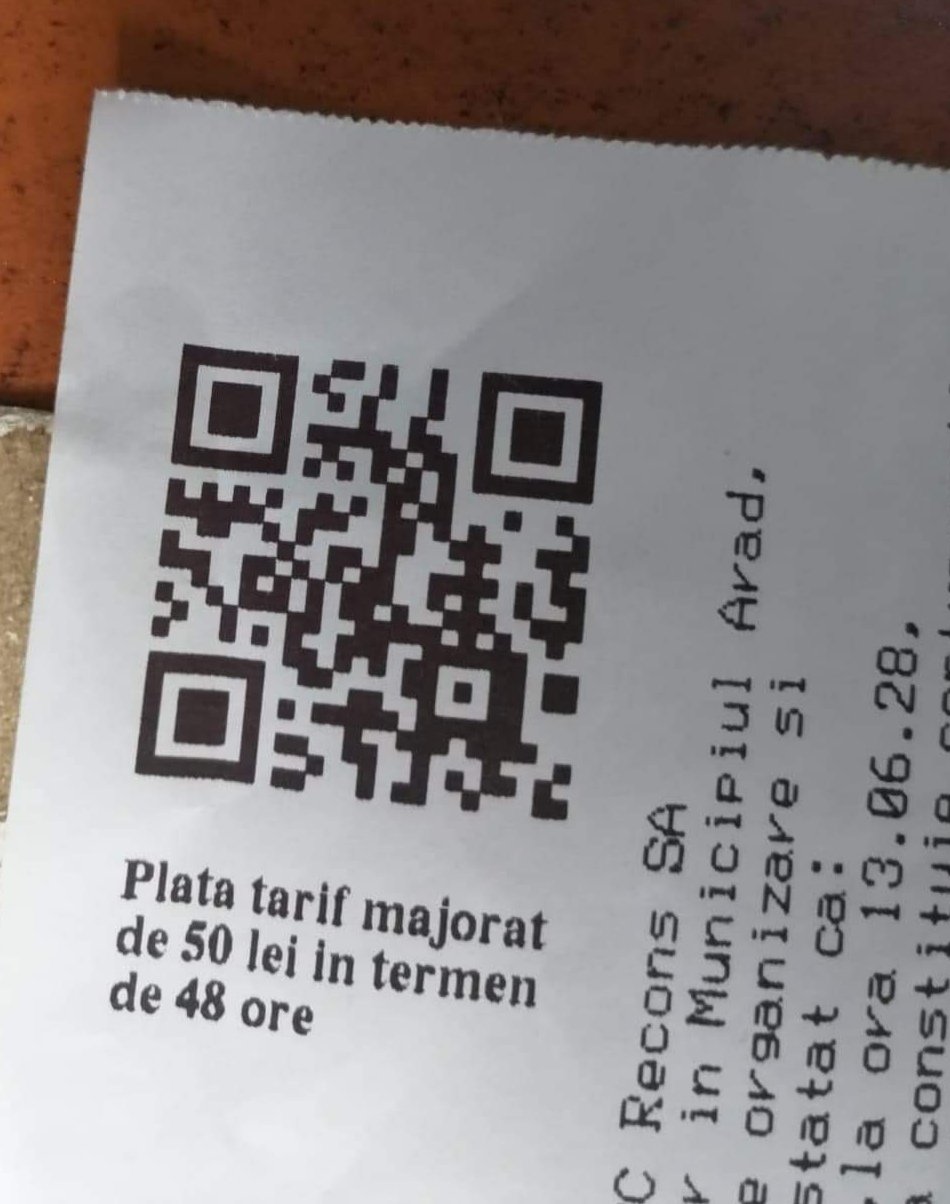 Plata tarif majorat
de 50 lei in termen
de 48 ore
C Recons SA
r in Municipiul Arad,
e organizare si
statat ca:
la ora 13.06.28,
constituie